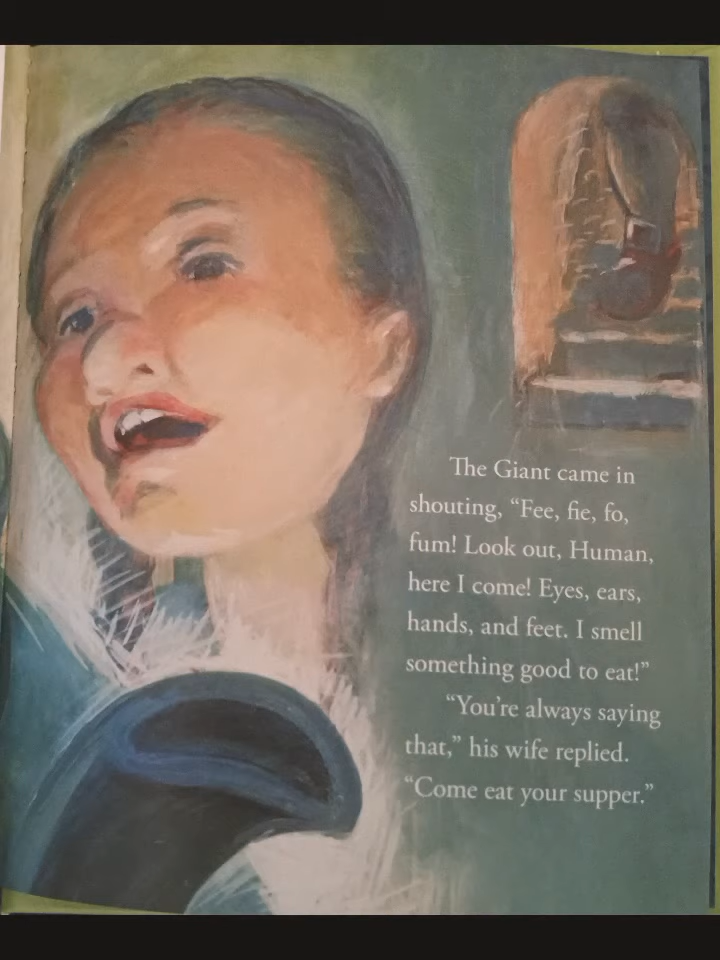 The Giant came in
shouting, “Fee, fie, fo,
fum! Look out, Human,
here I come! Eyes, ears,
hands, and feet. I smell
something good to eat!”
“You’re always saying
that,” his wife replied.
“Come eat your supper.”